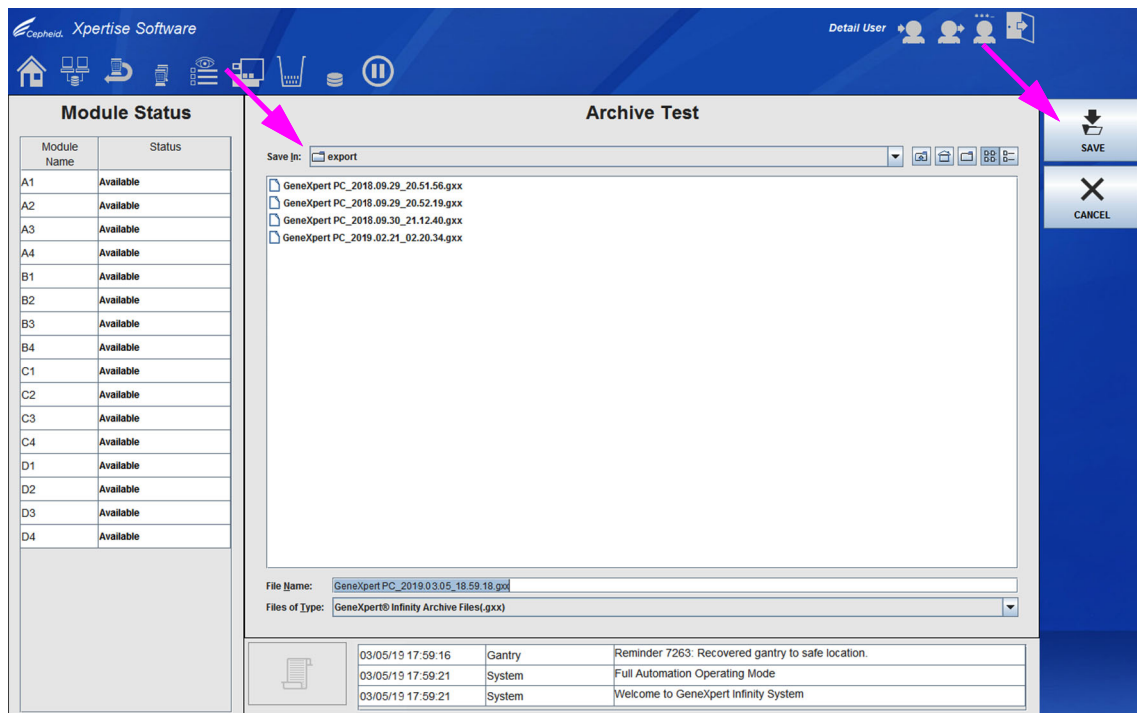 Cepheid. Xpertise Software
Detail User
Module Status
Module Name
Status
A1 Available
A2 Available
A3 Available
A4 Available
B1 Available
B2 Available
B3 Available
B4 Available
C1 Available
C2 Available
C3 Available
C4 Available
D1 Available
D2 Available
D3 Available
D4 Available
Archive Test
Save In: export
GeneXpert PC_2018.09.29_20.51.56.gxx
GeneXpert PC_2018.09.29_20.52.19.gxx
GeneXpert PC_2018.09.30_21.12.40.gxx
GeneXpert PC_2019.02.21_02.20.34.gxx
File Name: GeneXpert PC_2019.03.05_18.59.18.gxx
Files of Type: GeneXpert® Infinity Archive Files(.gxx)
03/05/19 17:59:16 Gantry Reminder 7263: Recovered gantry to safe location.
03/05/19 17:59:21 System Full Automation Operating Mode
03/05/19 17:59:21 System Welcome to GeneXpert Infinity System
SAVE
CANCEL